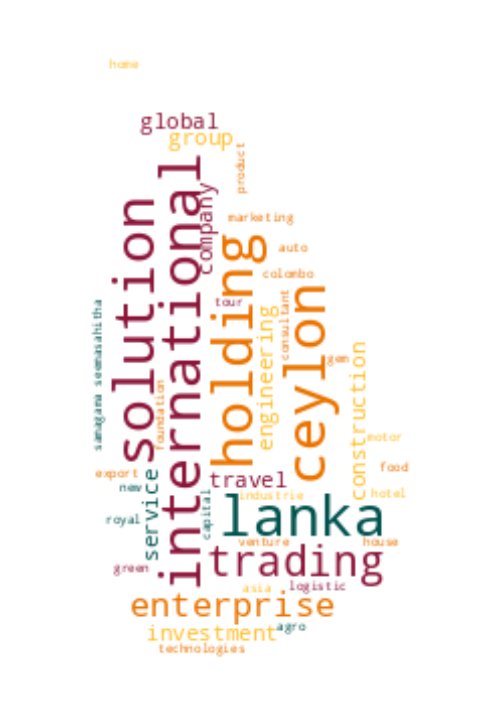 home
global
group
product
international
company
solution
marketing
holding
auto
colombo
ceylon
consultant
tour
samagana seemasahitha
engineering
construction
gem
foundation
motor
food
export
travel
service
new
capital
industrie
hotel
lanka
royal
venture
house
trading
green
asia
logistic
enterprise
investment
agro
technologies